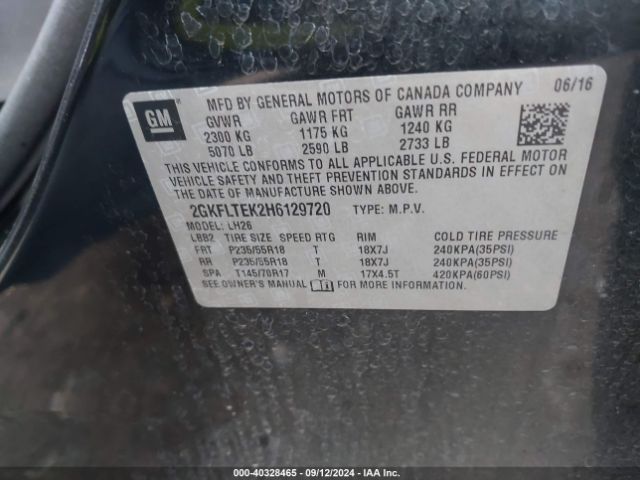 GM
MFD BY GENERAL MOTORS OF CANADA COMPANY 06/16
GVWR GAWR FRT GAWR RR
2300 KG 1175 KG 1240 KG
5070 LB 2590 LB 2733 LB
THIS VEHICLE CONFORMS TO ALL APPLICABLE U.S. FEDERAL MOTOR
VEHICLE SAFETY AND THEFT PREVENTION STANDARDS IN EFFECT
ON THE DATE OF MANUFACTURE SHOWN ABOVE.
2GKFLTEK2H6129720 TYPE: M.P.V.
MODEL: LH26
LBB2 TIRE SIZE SPEED RTG RIM COLD TIRE PRESSURE
FRT P235/55R18 T 18X7J 240KPA(35PSI)
RR P235/55R18 T 18X7J 240KPA(35PSI)
SPA T145/70R17 M 17X4.5T 420KPA(60PSI)
SEE OWNER'S MANUAL FOR MORE INFORMATION.
000-40328465 - 09/12/2024 - IAA Inc.